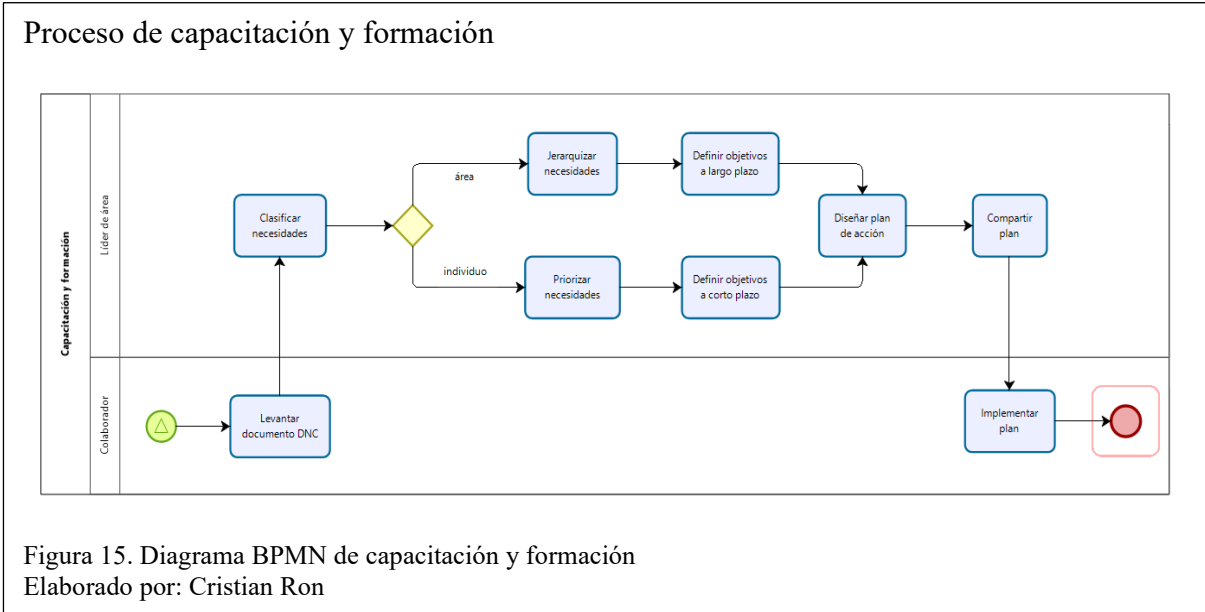 Proceso de capacitación y formación
Capacitación y formación
Líder de área
Colaborador
Levantar
documento DNC
Clasificar
necesidades
área
individuo
Jerarquizar
necesidades
Definir objetivos
a largo plazo
Priorizar
necesidades
Definir objetivos
a corto plazo
Diseñar plan
de acción
Compartir
plan
Implementar
plan
Figura 15. Diagrama BPMN de capacitación y formación
Elaborado por: Cristian Ron